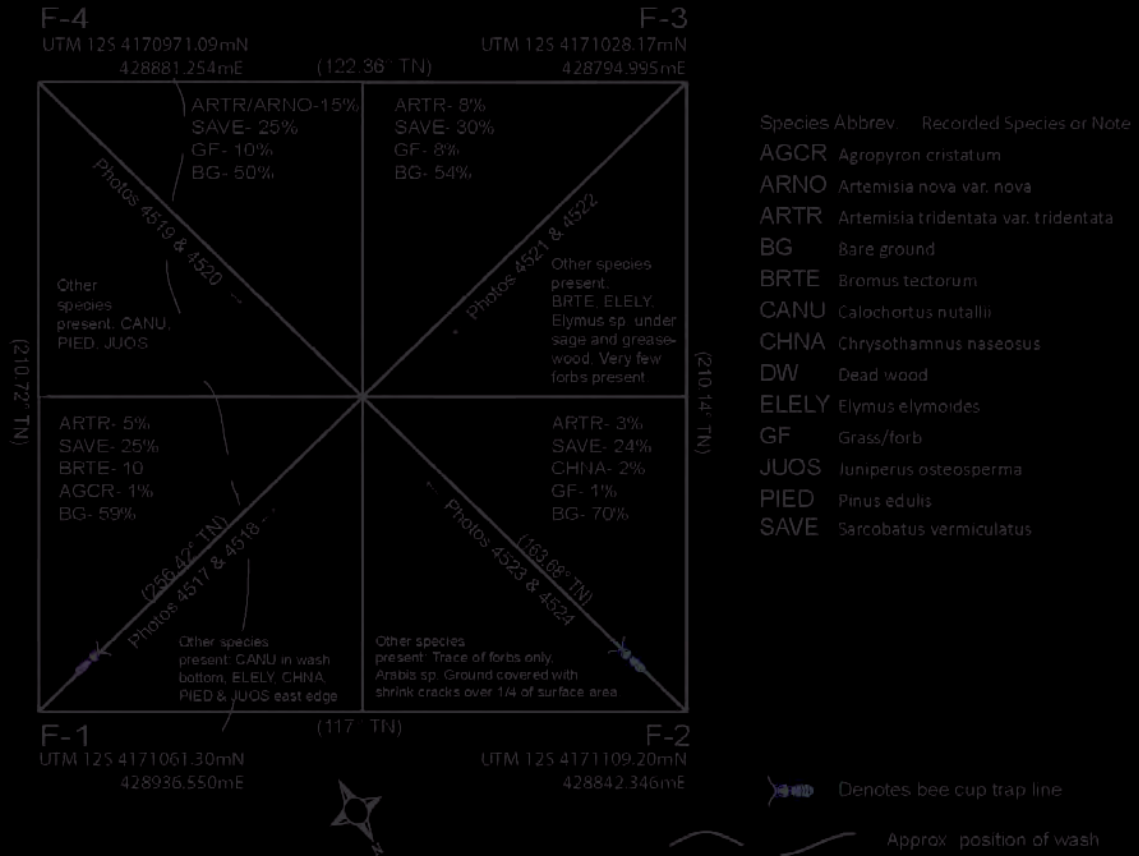 F-4
UTM 12S 4170971.09mN
428881.254mE
F-3
UTM 12S 4171028.17mN
428794.995mE
(122.36° TN)
ARTR/ARNO-15%
SAVE- 25%
GF- 10%
BG- 50%
ARTR- 8%
SAVE- 30%
GF- 8%
BG- 54%
Photos 4519 & 4520
Photos 4521 & 4522
Other
species
present: CANU,
PIED, JUOS
Other species
present:
BRTE, ELELY,
Elymus sp. under
sage and grease-
wood. Very few
forbs present
(210.72° TN)
(210.14° TN)
ARTR- 5%
SAVE- 25%
BRTE- 10
AGCR- 1%
BG- 59%
ARTR- 3%
SAVE- 24%
CHNA- 2%
GF- 1%
BG- 70%
(256.42° TN)
Photos 4517 & 4518
(163.68° TN)
Photos 4523 & 4524
Other species
present: CANU in wash
bottom, ELELY, CHNA,
PIED & JUOS east edge
Other species
present: Trace of forbs only,
Arabis sp. Ground covered with
shrink cracks over 1/4 of surface area
F-1
UTM 12S 4171061.30mN
428936.550mE
(117° TN)
F-2
UTM 12S 4171109.20mN
428842.346mE
N
Species Abbrev. Recorded Species or Note
AGCR Agropyron cristatum
ARNO Artemisia nova var. nova
ARTR Artemisia tridentata var. tridentata
BG Bare ground
BRTE Bromus tectorum
CANU Calochortus nutallii
CHNA Chrysothamnus naseosus
DW Dead wood
ELELY Elymus elymoides
GF Grass/forb
JUOS Juniperus osteosperma
PIED Pinus edulis
SAVE Sarcobatus vermiculatus
Denotes bee cup trap line
Approx. position of wash